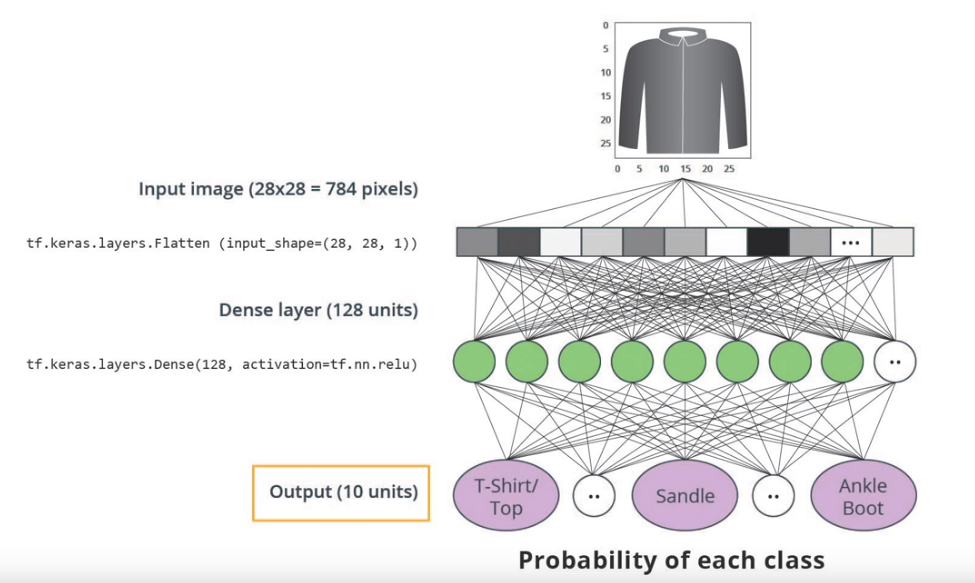 0
5
10
15
20
25
0 5 10 15 20 25
Input image (28x28 = 784 pixels)
tf.keras.layers.Flatten (input_shape=(28, 28, 1))
...
Dense layer (128 units)
tf.keras.layers.Dense(128, activation=tf.nn.relu)
..
Output (10 units)
T-Shirt/
Top
..
Sandle
..
Ankle
Boot
Probability of each class